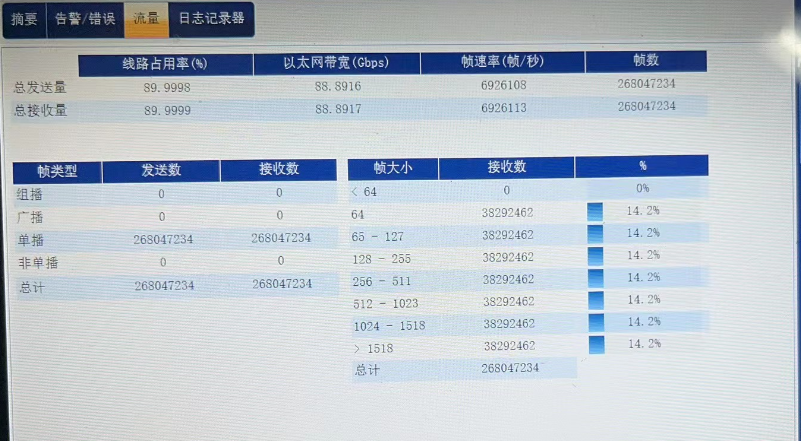 摘要 告警/错误 流量 日志记录器
线路占用率(%) 以太网带宽(Gbps) 帧速率(帧/秒) 帧数
总发送量 89.9998 88.8916 6926108 268047234
总接收量 89.9999 88.8917 6926113 268047234
帧类型 发送数 接收数 帧大小 接收数 %
组播 0 0 < 64 0 0%
广播 0 0 64 38292462 14.2%
单播 268047234 268047234 65 - 127 38292462 14.2%
非单播 0 0 128 - 255 38292462 14.2%
总计 268047234 268047234 256 - 511 38292462 14.2%
512 - 1023 38292462 14.2%
1024 - 1518 38292462 14.2%
> 1518 38292462 14.2%
总计 268047234